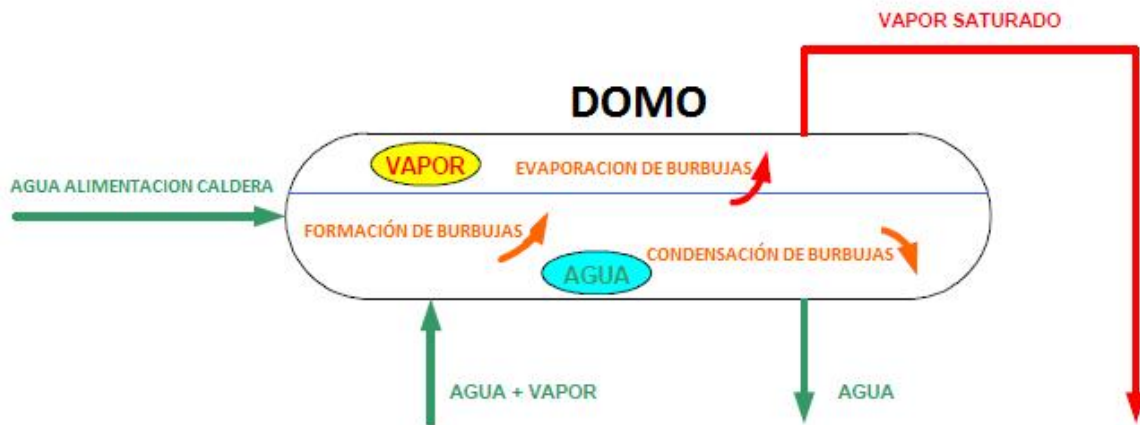 VAPOR SATURADO
DOMO
VAPOR
EVAPORACION DE BURBUJAS
AGUA ALIMENTACION CALDERA
FORMACIÓN DE BURBUJAS
CONDENSACIÓN DE BURBUJAS
AGUA
AGUA + VAPOR
AGUA